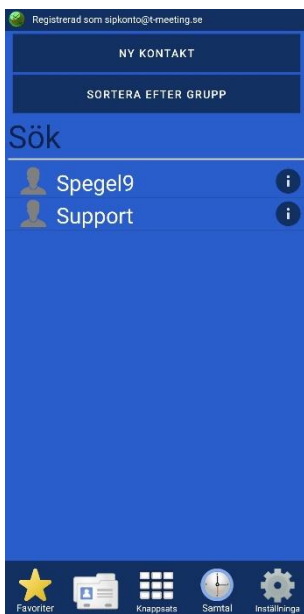 Registrerad som sipkonto@t-meeting.se
NY KONTAKT
SORTERA EFTER GRUPP
Sök
Spegel9
i
Support
i
Favoriter Knappsats Samtal Inställninga